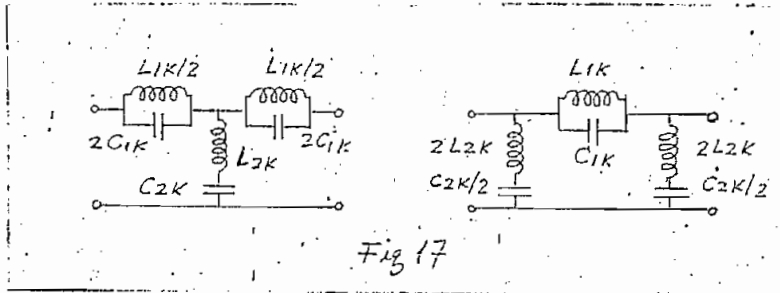 L1K/2 L1K/2
2C1K 2C1K
L2K
C2K
L1K
C1K
2L2K 2L2K
C2K/2 C2K/2
Fig 17